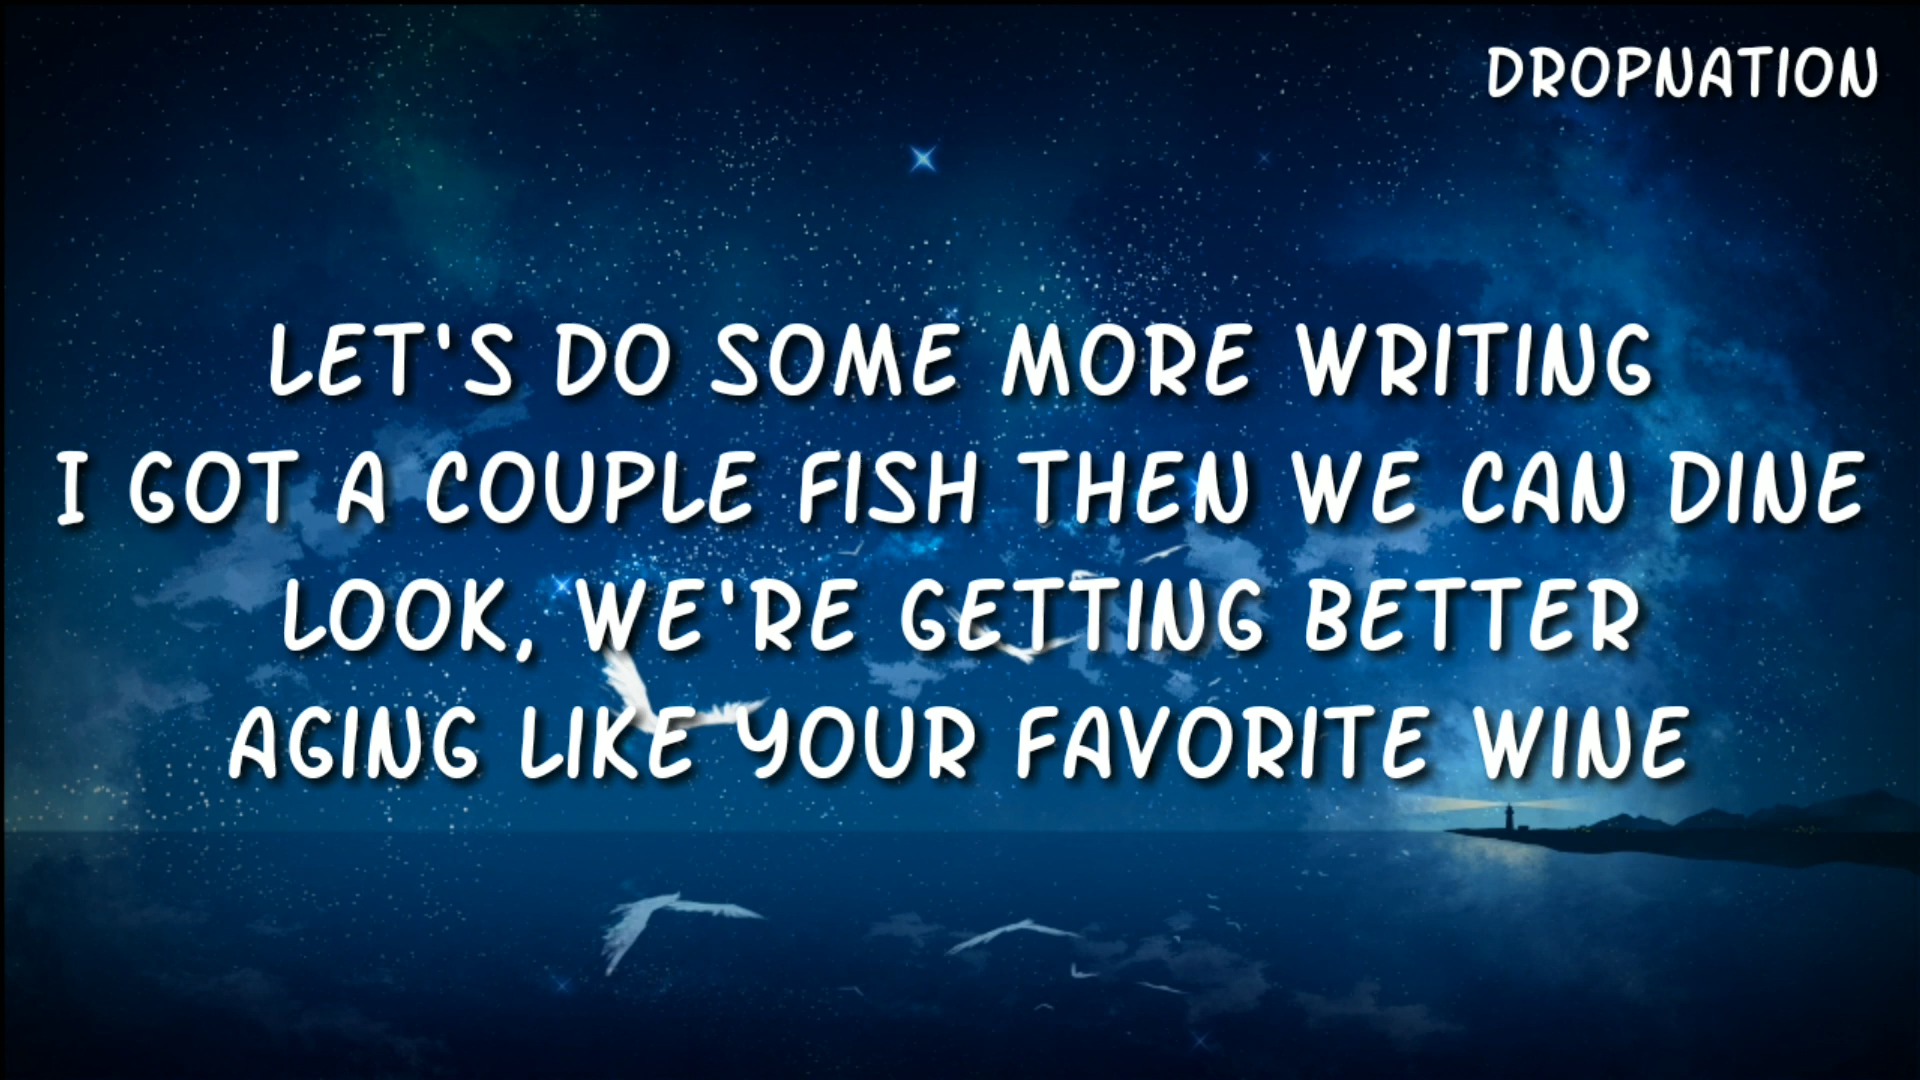 DROPNATION
LET'S DO SOME MORE WRITING
I GOT A COUPLE FISH THEN WE CAN DINE
LOOK, WE'RE GETTING BETTER
AGING LIKE YOUR FAVORITE WINE